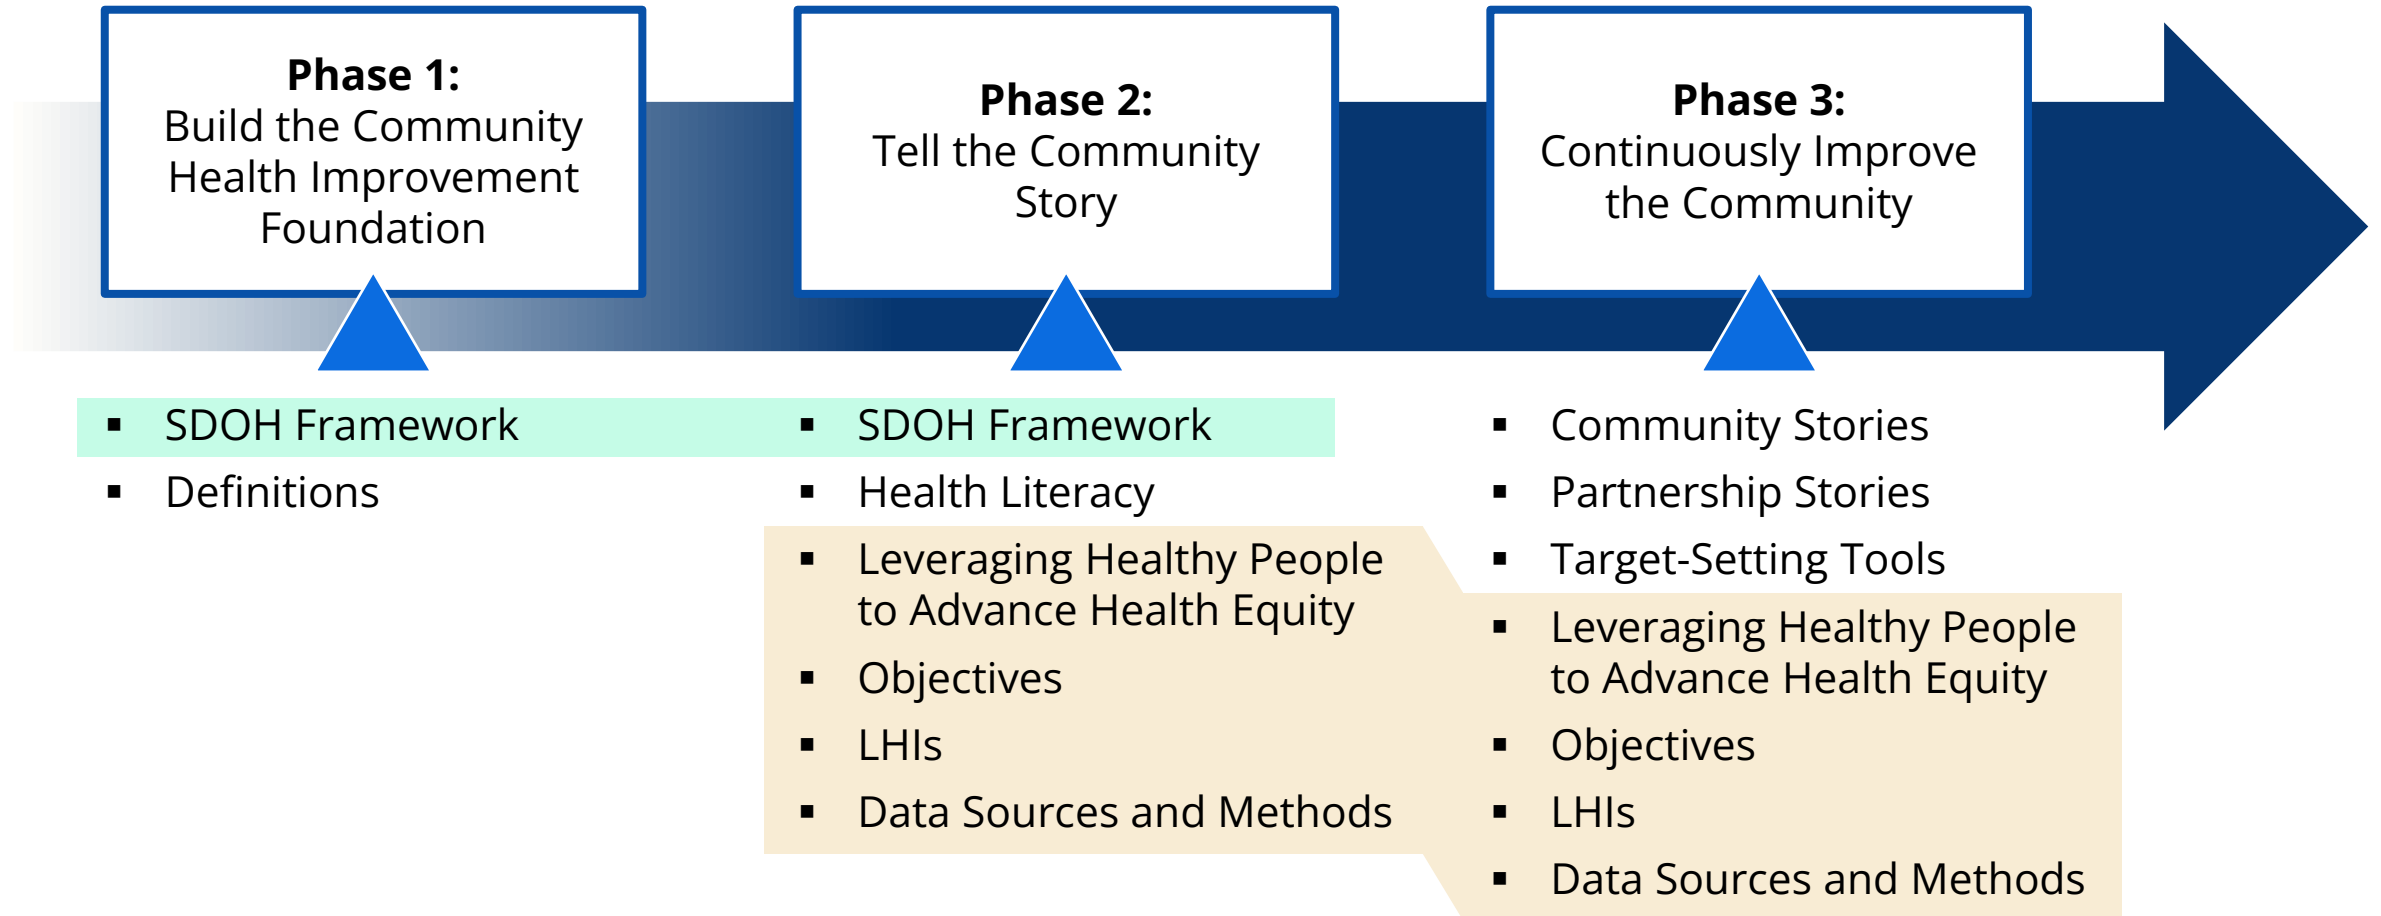 Phase 1:
Build the Community
Health Improvement
Foundation
Phase 2:
Tell the Community
Story
Phase 3:
Continuously Improve
the Community
▪ SDOH Framework
▪ Definitions
▪ SDOH Framework
▪ Health Literacy
▪ Leveraging Healthy People
to Advance Health Equity
▪ Objectives
▪ LHIs
▪ Data Sources and Methods
▪ Community Stories
▪ Partnership Stories
▪ Target-Setting Tools
▪ Leveraging Healthy People
to Advance Health Equity
▪ Objectives
▪ LHIs
▪ Data Sources and Methods